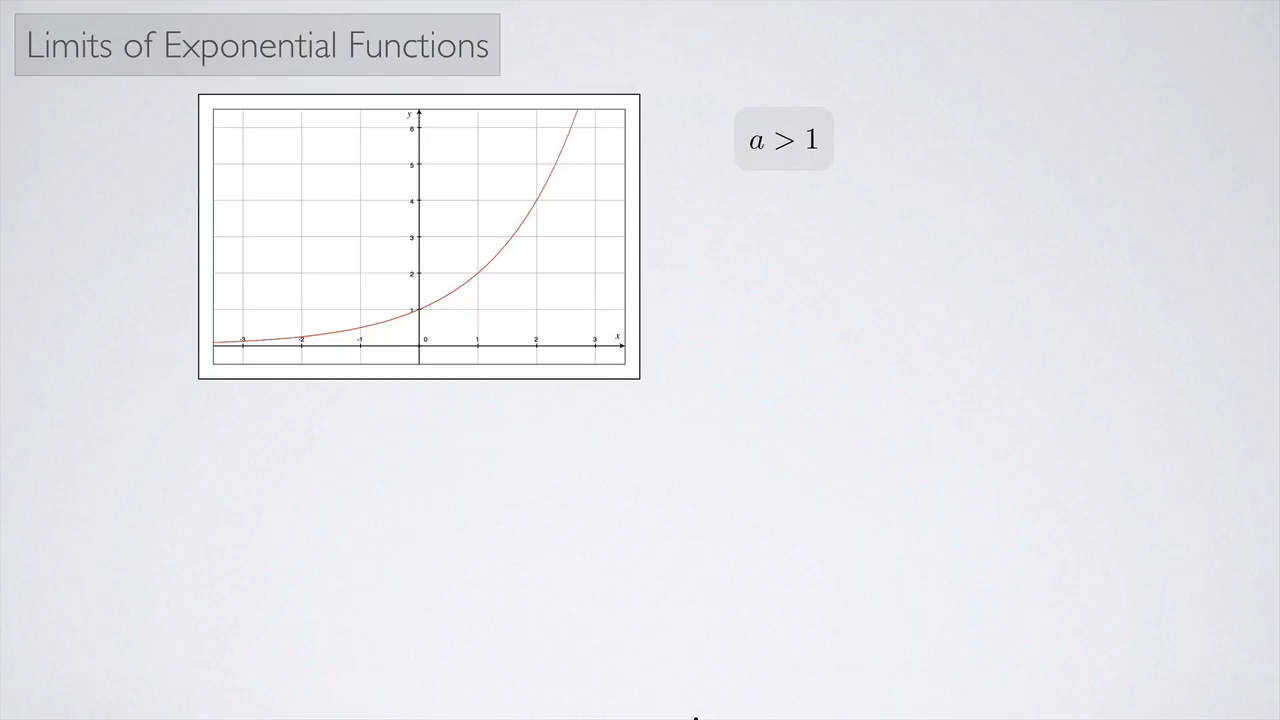 Limits of Exponential Functions
y
6
5
4
3
2
1
-3 -2 -1 0 1 2 3 x
a > 1